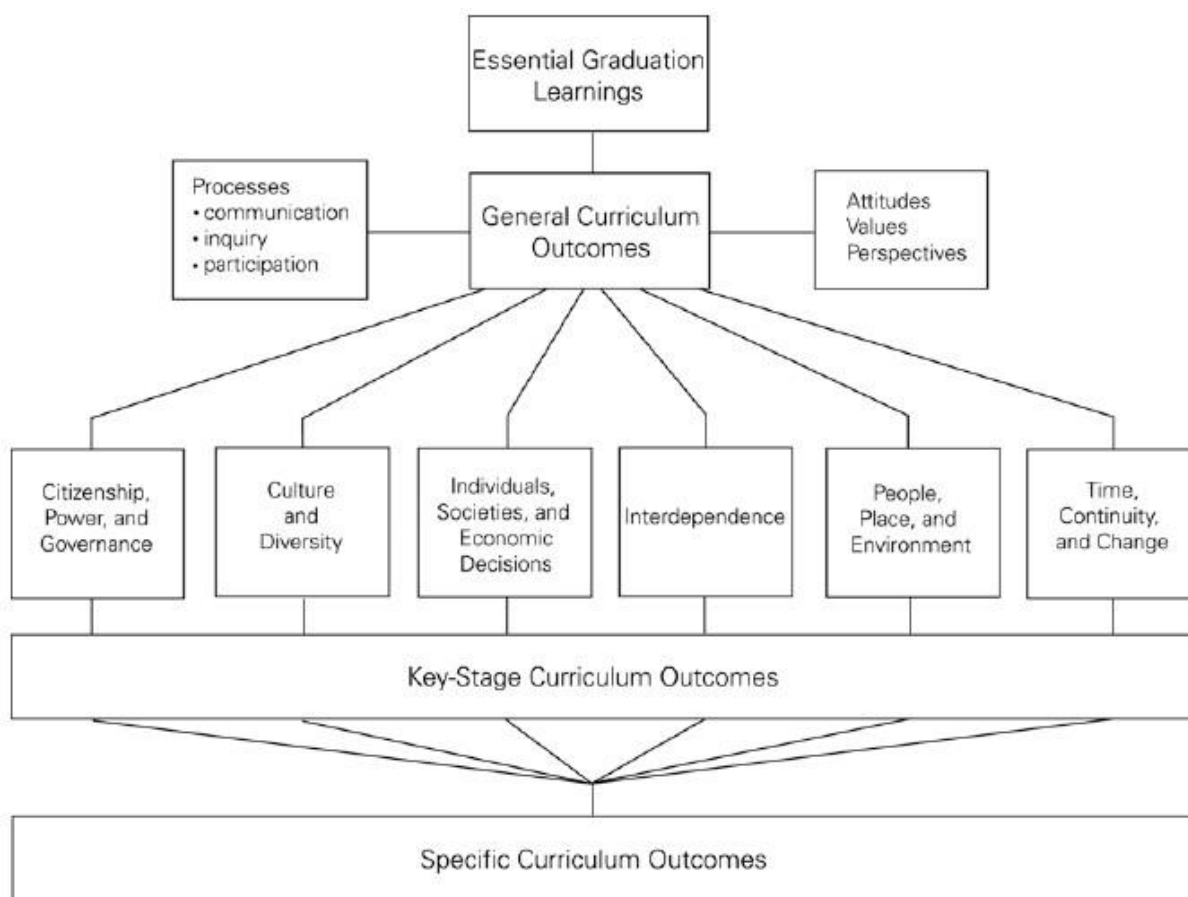 Essential Graduation
Learnings
Processes
• communication
• inquiry
• participation
General Curriculum
Outcomes
Attitudes
Values
Perspectives
Citizenship,
Power, and
Governance
Culture
and
Diversity
Individuals,
Societies, and
Economic
Decisions
Interdependence
People,
Place, and
Environment
Time,
Continuity,
and Change
Key-Stage Curriculum Outcomes
Specific Curriculum Outcomes